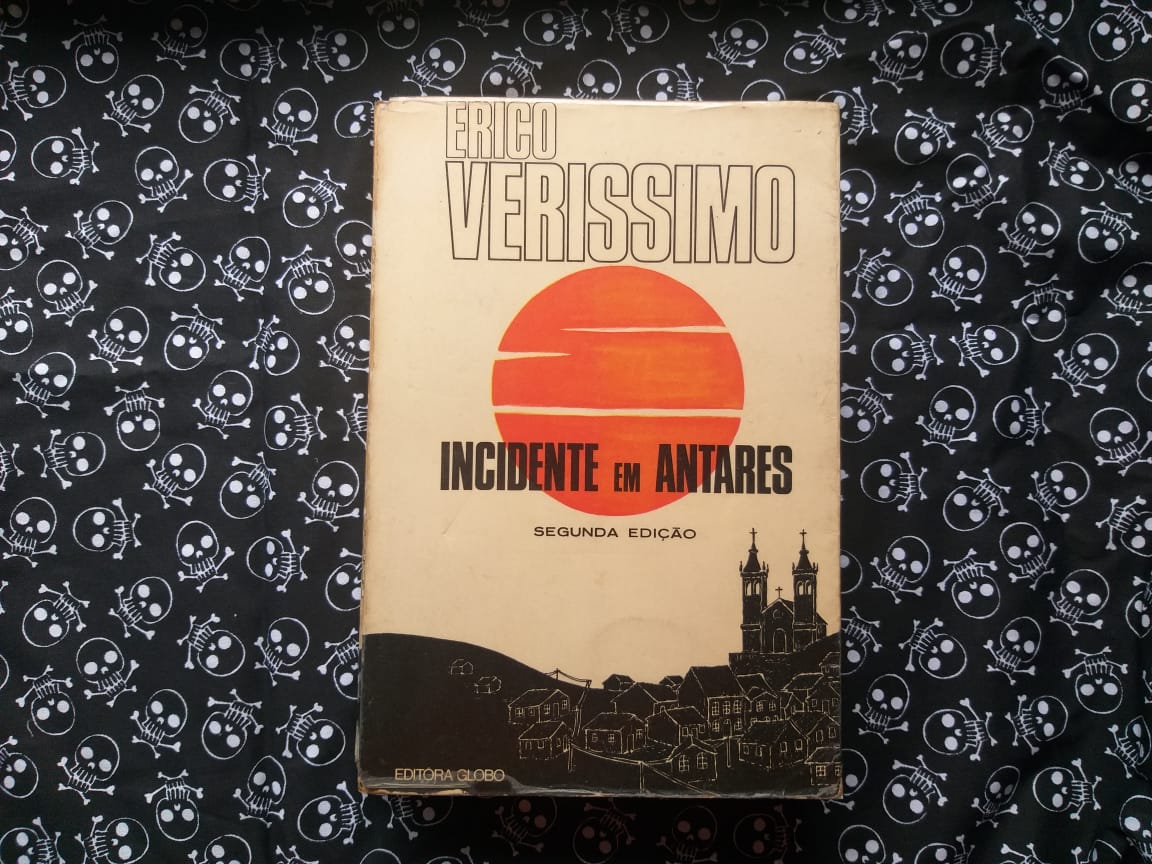 ERICO
VERISSIMO
INCIDENTE EM ANTARES
SEGUNDA EDIÇÃO
EDITORA GLOBO